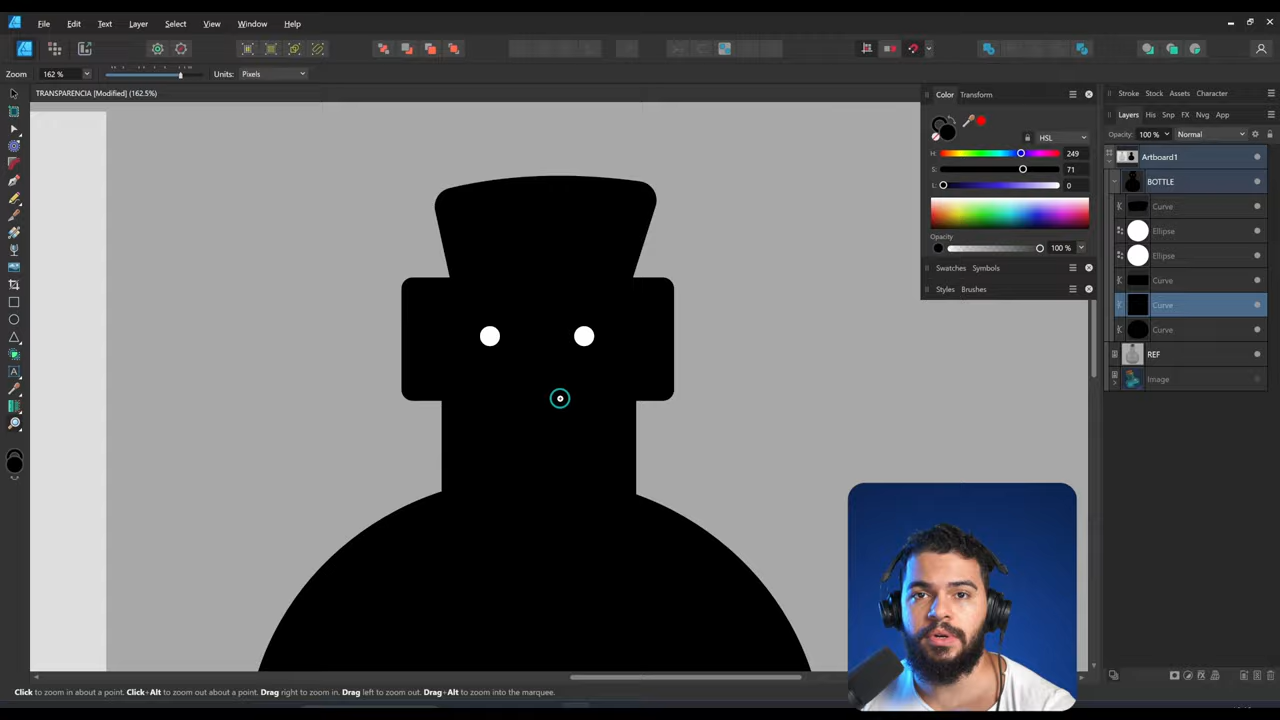 File Edit Text Layer Select View Window Help
Zoom 162 % Units: Pixels
TRANSPARENCIA [Modified] (162.5%)
Color Transform
HSL
H: 249
S: 71
L: 0
Opacity
100 %
Swatches Symbols
Styles Brushes
Stroke Stock Assets Character
Layers His Snp FX Nvg App
Opacity: 100 % Normal
Artboard1
BOTTLE
Curve
Ellipse
Ellipse
Curve
Curve
Curve
REF
Image
Click to zoom in about a point. Click+Alt to zoom out about a point. Drag right to zoom in. Drag left to zoom out. Drag+Alt to zoom into the marquee.